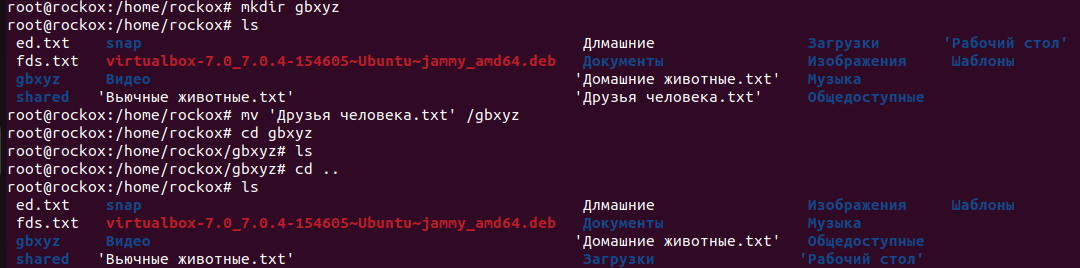 root@rockox:/home/rockox# mkdir gbxyz
root@rockox:/home/rockox# ls
ed.txt snap Длмашние Загрузки 'Рабочий стол'
fds.txt virtualbox-7.0_7.0.4-154605~Ubuntu~jammy_amd64.deb Документы Изображения Шаблоны
gbxyz Видео 'Домашние животные.txt' Музыка
shared 'Вьючные животные.txt' 'Друзья человека.txt' Общедоступные
root@rockox:/home/rockox# mv 'Друзья человека.txt' /gbxyz
root@rockox:/home/rockox# cd gbxyz
root@rockox:/home/rockox/gbxyz# ls
root@rockox:/home/rockox/gbxyz# cd ..
root@rockox:/home/rockox# ls
ed.txt snap Длмашние Изображения Шаблоны
fds.txt virtualbox-7.0_7.0.4-154605~Ubuntu~jammy_amd64.deb Документы Музыка
gbxyz Видео 'Домашние животные.txt' Общедоступные
shared 'Вьючные животные.txt' Загрузки 'Рабочий стол'